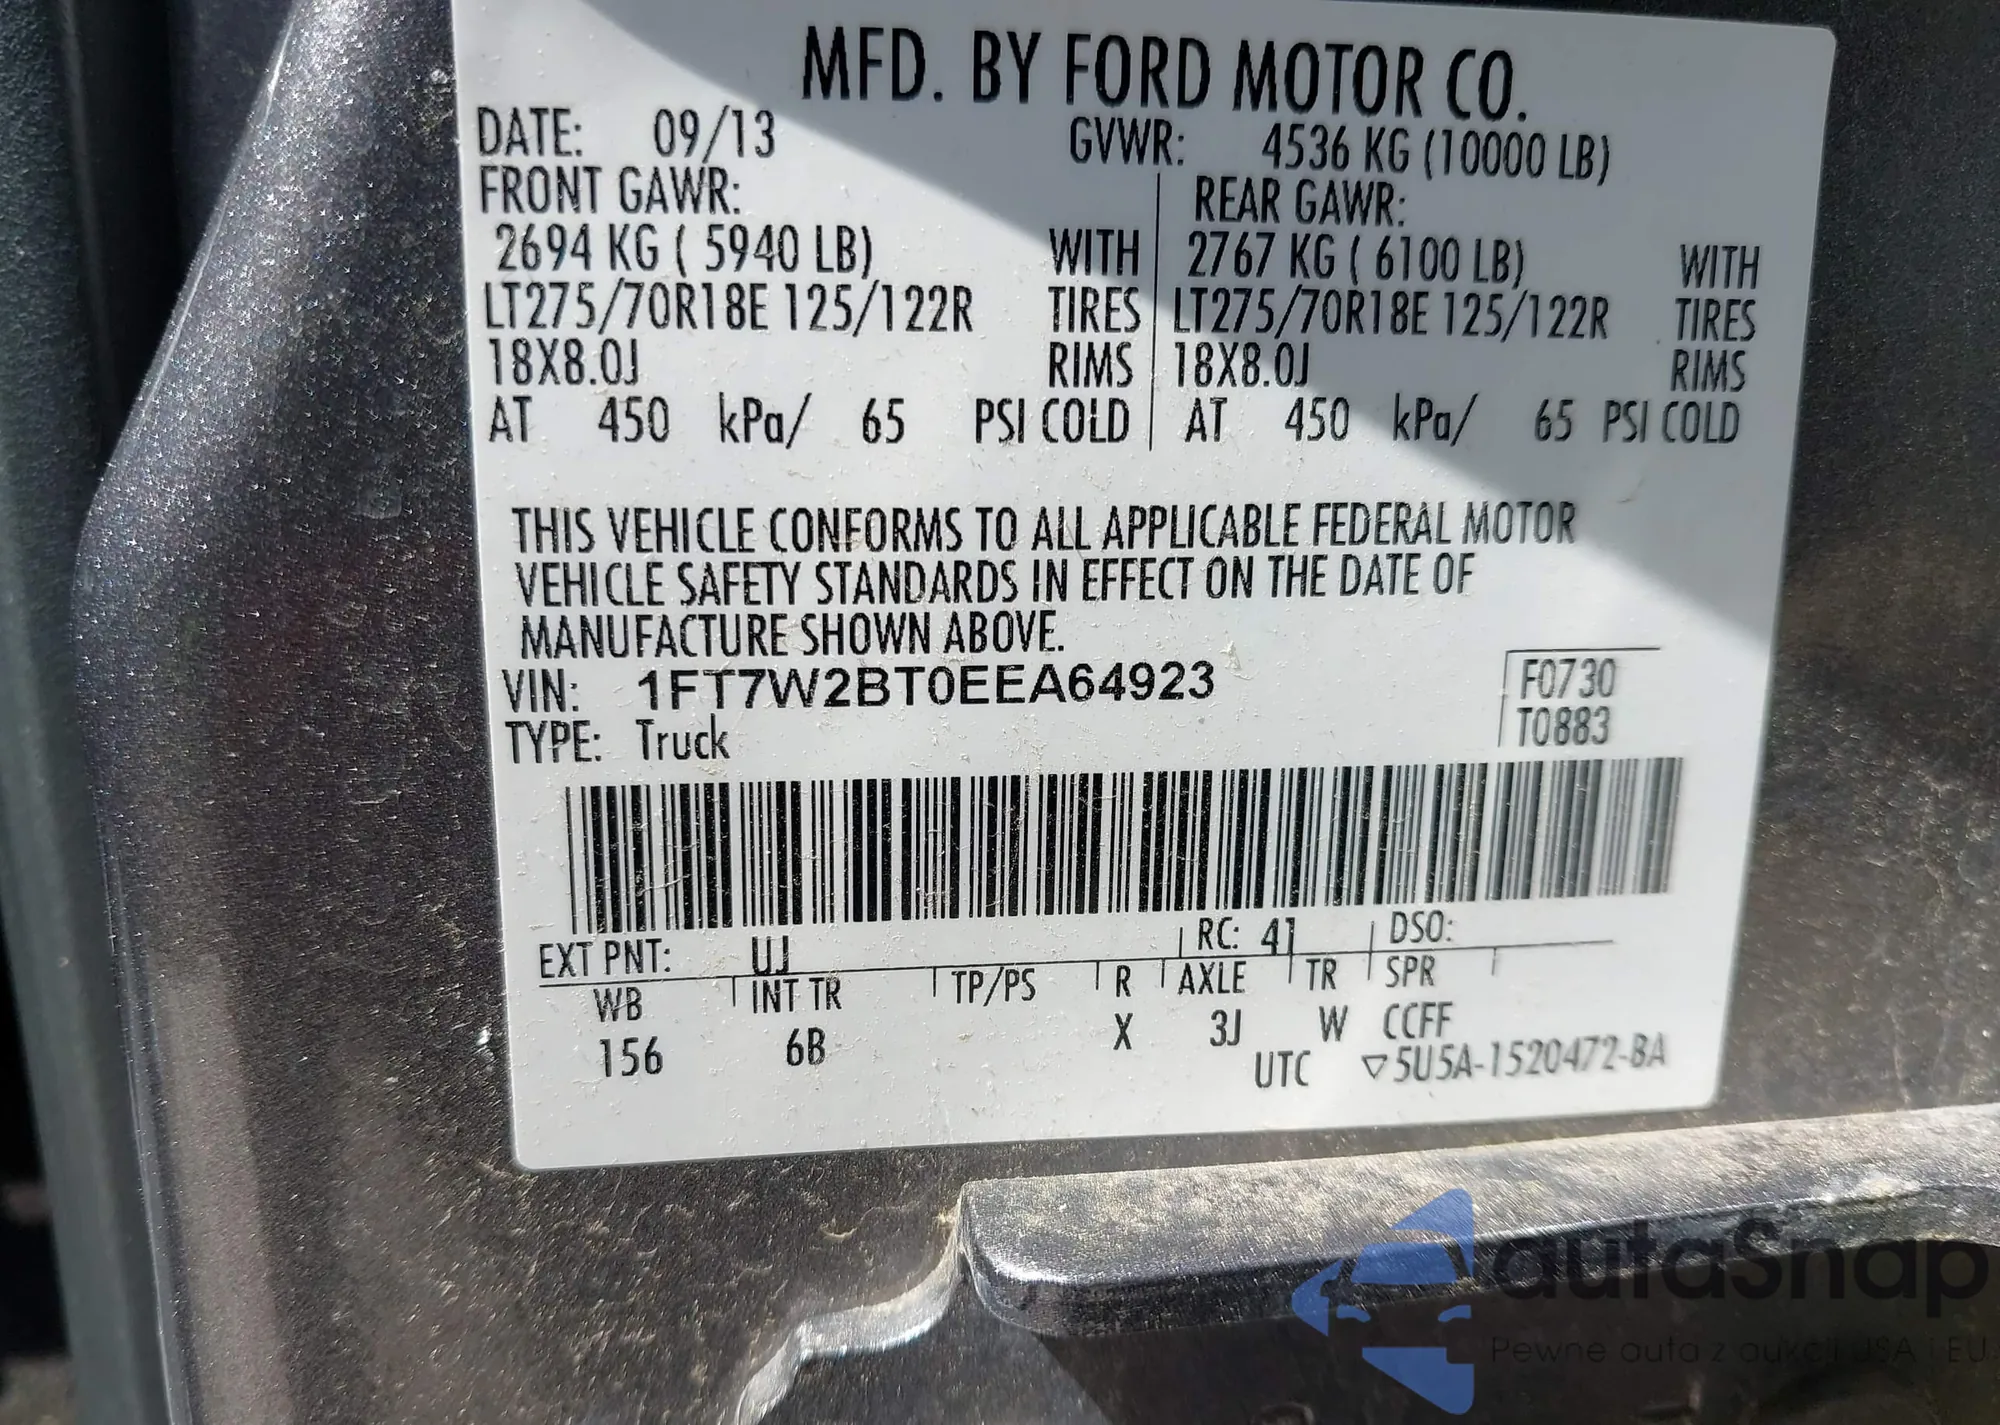 MFD. BY FORD MOTOR CO.
DATE: 09/13 GVWR: 4536 KG (10000 LB)
FRONT GAWR: REAR GAWR:
2694 KG ( 5940 LB) WITH 2767 KG ( 6100 LB) WITH
LT275/70R18E 125/122R TIRES LT275/70R18E 125/122R TIRES
18X8.0J RIMS 18X8.0J RIMS
AT 450 kPa/ 65 PSI COLD AT 450 kPa/ 65 PSI COLD
THIS VEHICLE CONFORMS TO ALL APPLICABLE FEDERAL MOTOR
VEHICLE SAFETY STANDARDS IN EFFECT ON THE DATE OF
MANUFACTURE SHOWN ABOVE.
VIN: 1FT7W2BT0EEA64923 F0730
TYPE: Truck T0883
EXT PNT: UJ RC: 41 DSO:
WB INT TR TP/PS R AXLE TR SPR
156 6B X 3J W CCFF
UTC ▽5U5A-1520472-BA
autaSnap
Pewne auta z aukcji USA i EU